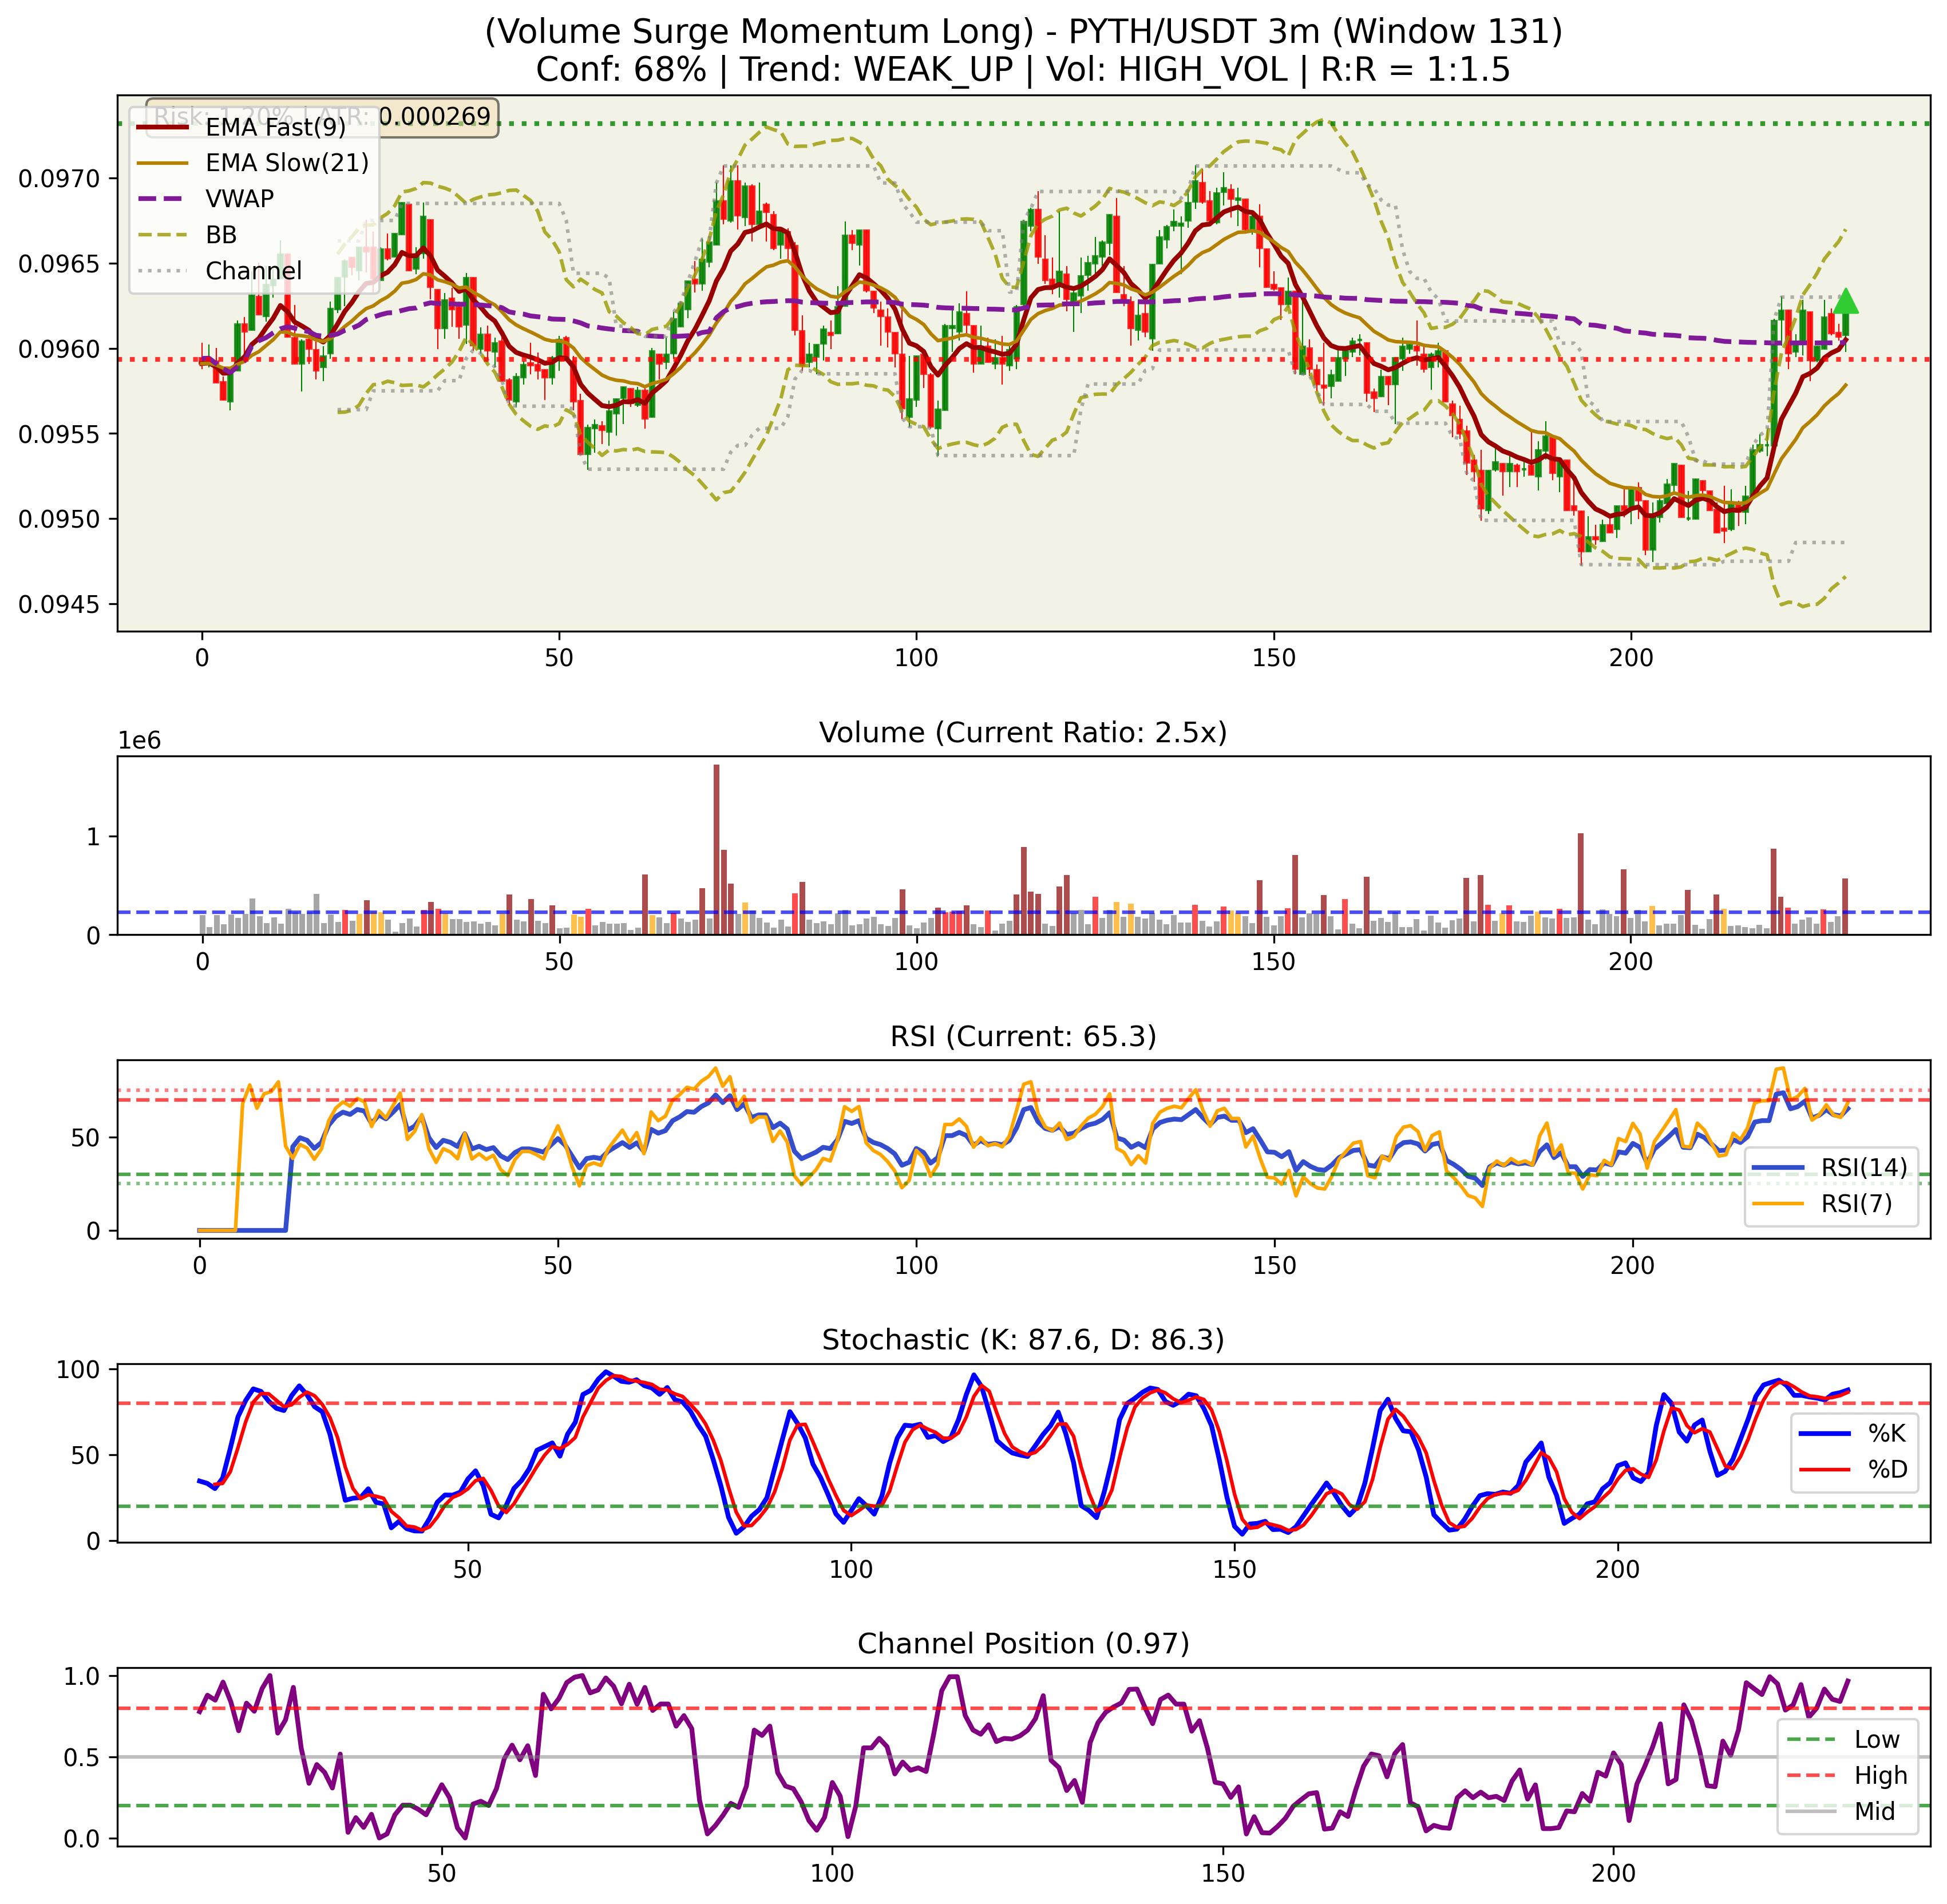 (Volume Surge Momentum Long) - PYTH/USDT 3m (Window 131)
Conf: 68% | Trend: WEAK_UP | Vol: HIGH_VOL | R:R = 1:1.5
Risk: 1.20% | ATR: 0.000269
EMA Fast(9)
EMA Slow(21)
VWAP
BB
Channel
0.0970
0.0965
0.0960
0.0955
0.0950
0.0945
0 50 100 150 200
Volume (Current Ratio: 2.5x)
1e6
1
0
0 50 100 150 200
RSI (Current: 65.3)
50
0
RSI(14)
RSI(7)
0 50 100 150 200
Stochastic (K: 87.6, D: 86.3)
100
50
0
%K
%D
50 100 150 200
Channel Position (0.97)
1.0
0.5
0.0
Low
High
Mid
50 100 150 200